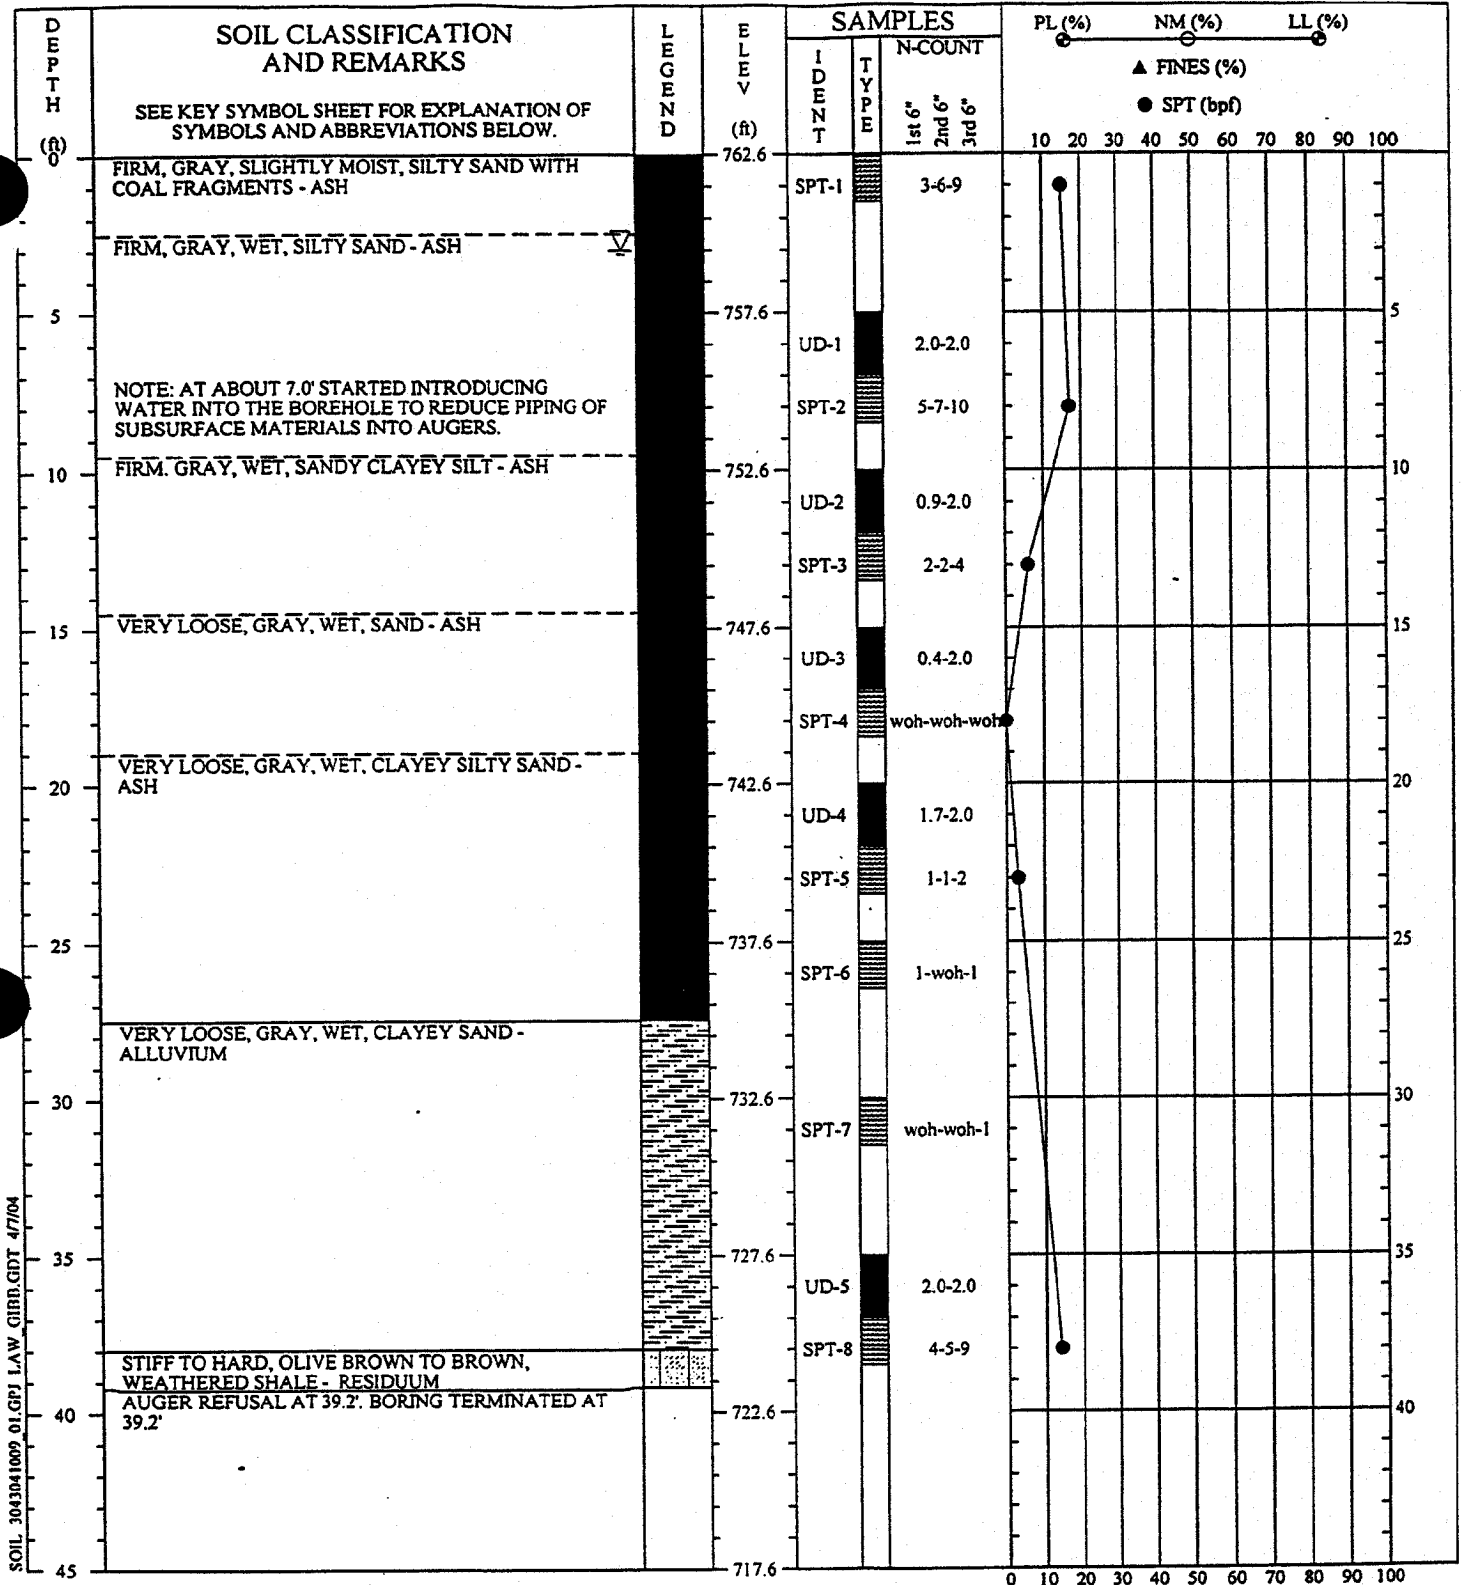 DEPTH (ft)
SOIL CLASSIFICATION
AND REMARKS
SEE KEY SYMBOL SHEET FOR EXPLANATION OF
SYMBOLS AND ABBREVIATIONS BELOW.
LEGEND
ELEV (ft)
SAMPLES
IDENT
TYPE
N-COUNT
1st 6"
2nd 6"
3rd 6"
PL (%) NM (%) LL (%)
▲ FINES (%)
● SPT (bpf)
10 20 30 40 50 60 70 80 90 100
0
FIRM, GRAY, SLIGHTLY MOIST, SILTY SAND WITH
COAL FRAGMENTS - ASH
762.6
SPT-1 3-6-9
FIRM, GRAY, WET, SILTY SAND - ASH
5 757.6 5
UD-1 2.0-2.0
NOTE: AT ABOUT 7.0' STARTED INTRODUCING
WATER INTO THE BOREHOLE TO REDUCE PIPING OF
SUBSURFACE MATERIALS INTO AUGERS.
SPT-2 5-7-10
FIRM. GRAY, WET, SANDY CLAYEY SILT - ASH
10 752.6 10
UD-2 0.9-2.0
SPT-3 2-2-4
VERY LOOSE, GRAY, WET, SAND - ASH
15 747.6 15
UD-3 0.4-2.0
SPT-4 woh-woh-woh
VERY LOOSE, GRAY, WET, CLAYEY SILTY SAND -
ASH
20 742.6 20
UD-4 1.7-2.0
SPT-5 1-1-2
25 737.6 25
SPT-6 1-woh-1
VERY LOOSE, GRAY, WET, CLAYEY SAND -
ALLUVIUM
30 732.6 30
SPT-7 woh-woh-1
35 727.6 35
UD-5 2.0-2.0
SPT-8 4-5-9
STIFF TO HARD, OLIVE BROWN TO BROWN,
WEATHERED SHALE - RESIDUUM
AUGER REFUSAL AT 39.2'. BORING TERMINATED AT
39.2'
40 722.6 40
45 717.6
0 10 20 30 40 50 60 70 80 90 100
SOIL 3043041009_01.GPJ LAW_GIBB.GDT 4/7/04